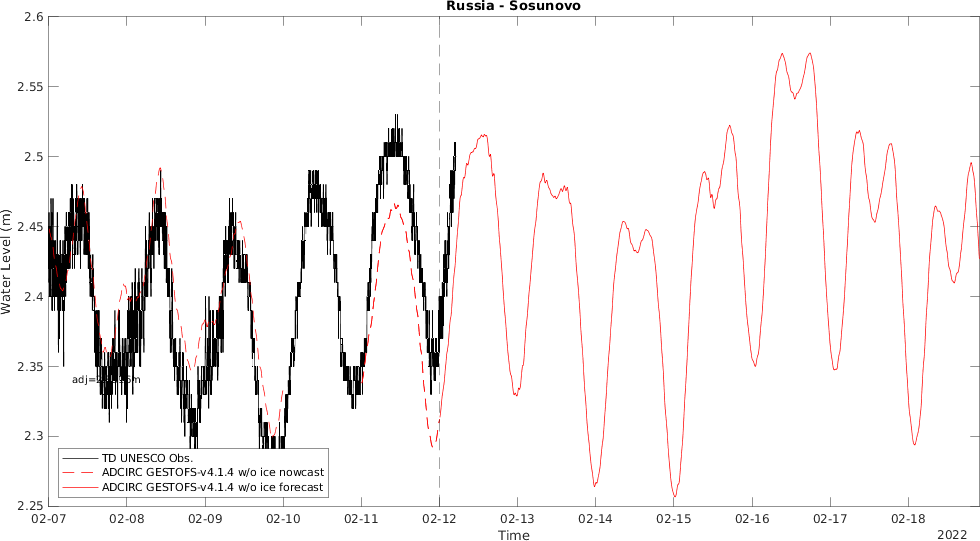 Russia - Sosunovo
2.6
2.55
2.5
2.45
2.4
2.35
2.3
2.25
Water Level (m)
TD UNESCO Obs.
ADCIRC GESTOFS-v4.1.4 w/o ice nowcast
ADCIRC GESTOFS-v4.1.4 w/o ice forecast
02-07 02-08 02-09 02-10 02-11 02-12 02-13 02-14 02-15 02-16 02-17 02-18
Time
2022